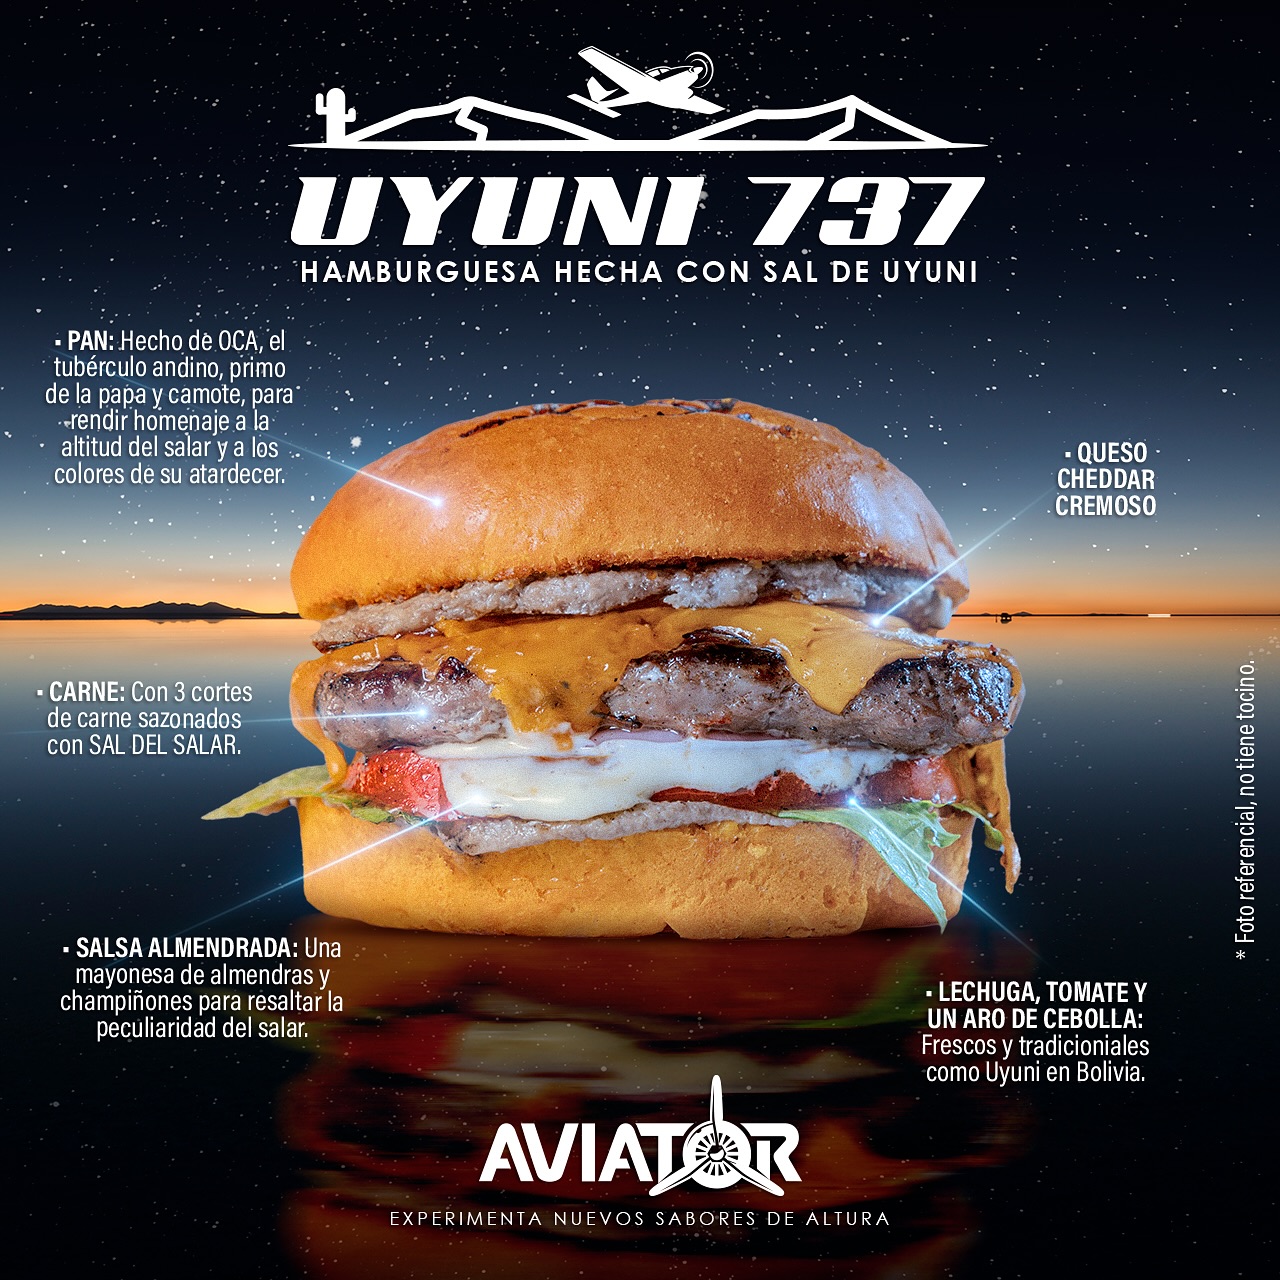 UYUNI 737
HAMBURGUESA HECHA CON SAL DE UYUNI
· PAN: Hecho de OCA, el
tubérculo andino, primo
de la papa y camote, para
rendir homenaje a la
altitud del salar y a los
colores de su atardecer.
· QUESO
CHEDDAR
CREMOSO
· CARNE: Con 3 cortes
de carne sazonados
con SAL DEL SALAR.
* Foto referencial, no tiene tocino.
· SALSA ALMENDRADA: Una
mayonesa de almendras y
champiñones para resaltar la
peculiaridad del salar.
· LECHUGA, TOMATE Y
UN ARO DE CEBOLLA:
Frescos y tradicioniales
como Uyuni en Bolivia.
AVIATOR
EXPERIMENTA NUEVOS SABORES DE ALTURA